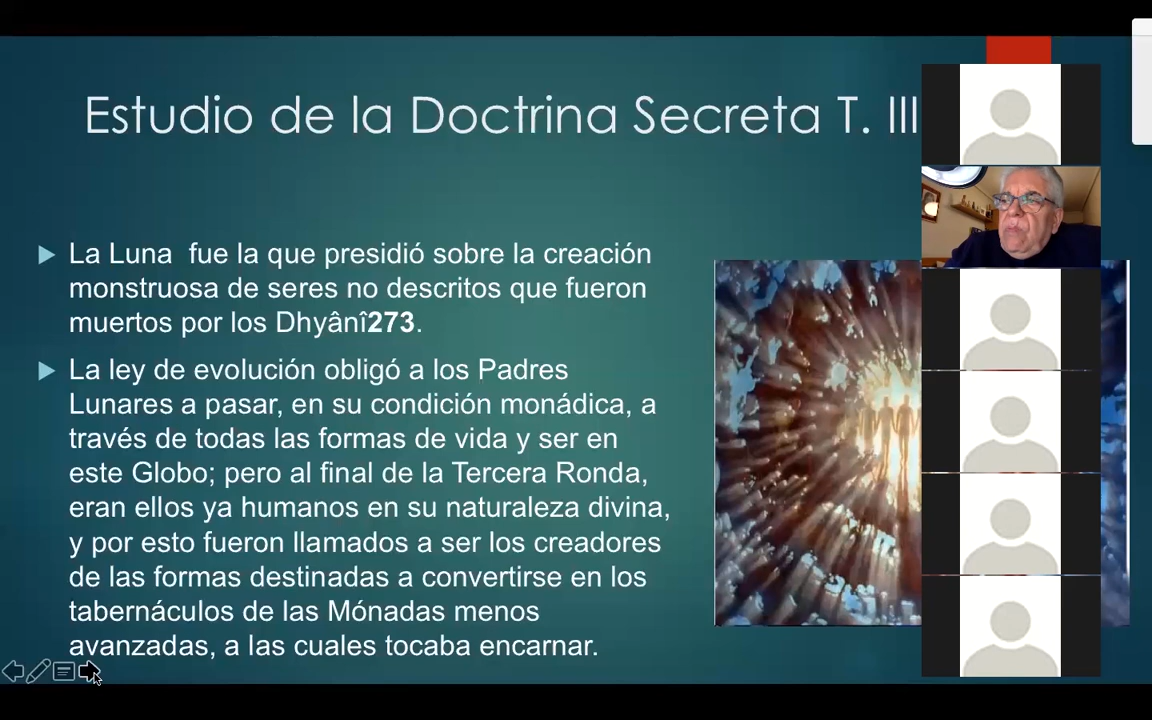 Estudio de la Doctrina Secreta T. III
La Luna fue la que presidió sobre la creación
monstruosa de seres no descritos que fueron
muertos por los Dhyânî273.
La ley de evolución obligó a los Padres
Lunares a pasar, en su condición monádica, a
través de todas las formas de vida y ser en
este Globo; pero al final de la Tercera Ronda,
eran ellos ya humanos en su naturaleza divina,
y por esto fueron llamados a ser los creadores
de las formas destinadas a convertirse en los
tabernáculos de las Mónadas menos
avanzadas, a las cuales tocaba encarnar.